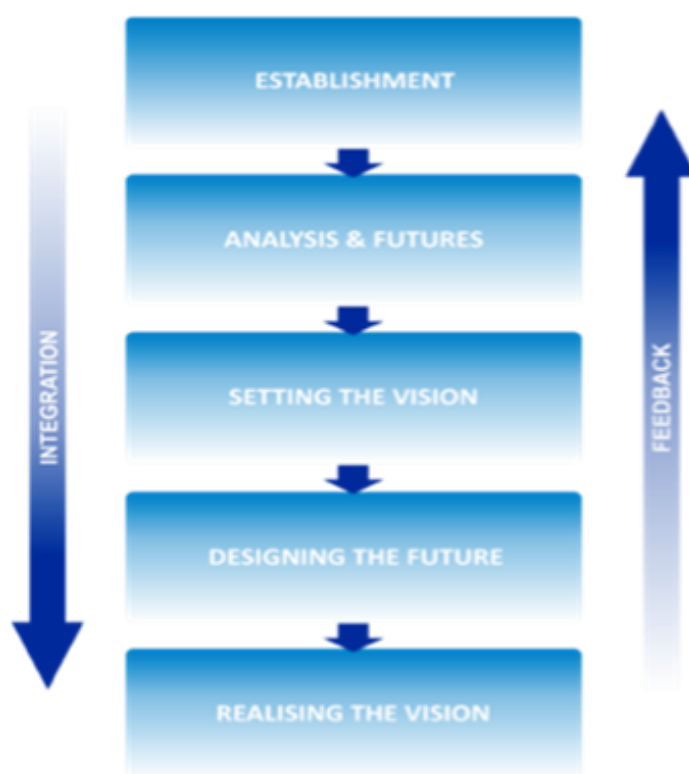 ESTABLISHMENT
ANALYSIS & FUTURES
SETTING THE VISION
INTEGRATION
FEEDBACK
DESIGNING THE FUTURE
REALISING THE VISION